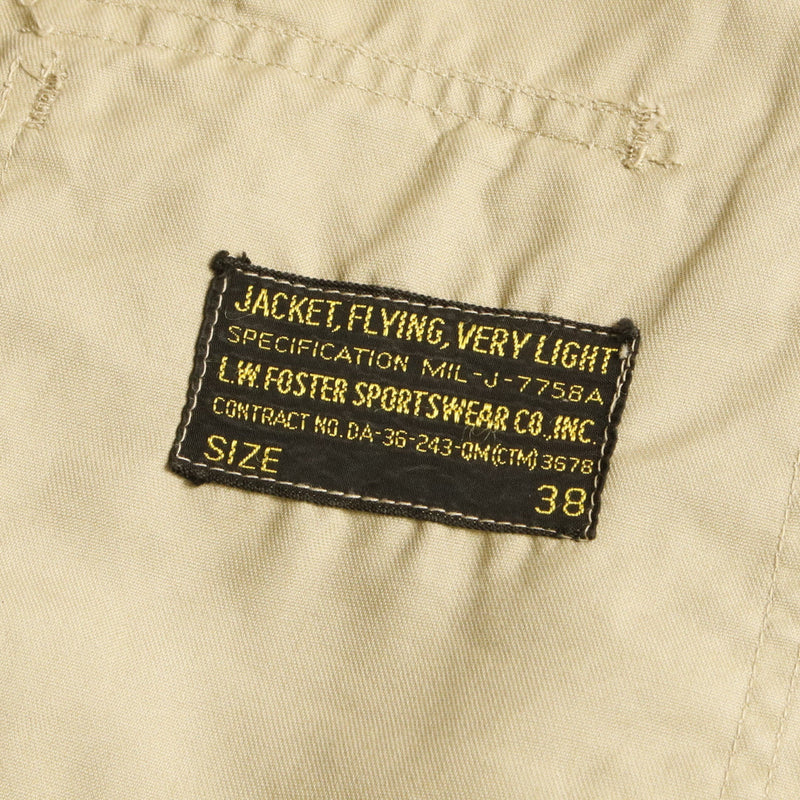 JACKET, FLYING, VERY LIGHT
SPECIFICATION MIL-J-7758A
L.W. FOSTER SPORTSWEAR CO., INC.
CONTRACT NO. DA-36-243-QM(CTM)3678
SIZE
38